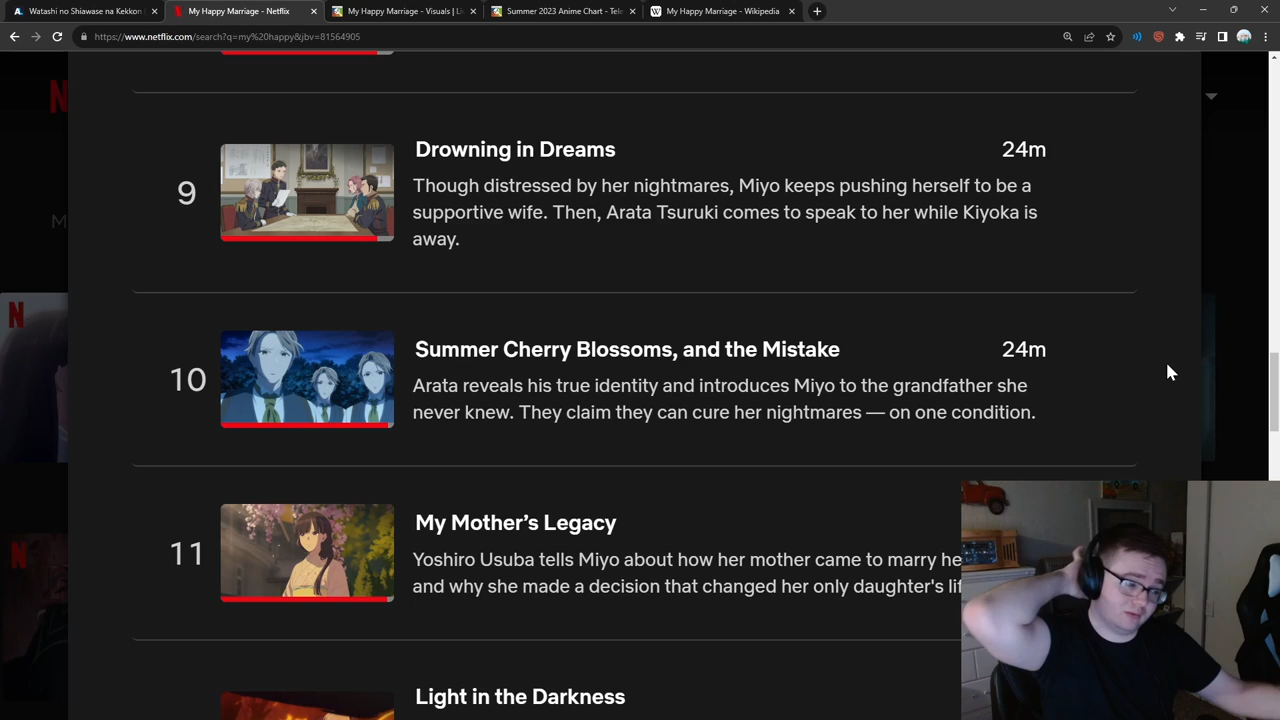 Watashi no Shiawase na Kekkon
My Happy Marriage - Netflix
My Happy Marriage - Visuals | Li
Summer 2023 Anime Chart - Tele
My Happy Marriage - Wikipedia
https://www.netflix.com/search?q=my%20happy&jbv=81564905
N
M
N
N
9
Drowning in Dreams
24m
Though distressed by her nightmares, Miyo keeps pushing herself to be a
supportive wife. Then, Arata Tsuruki comes to speak to her while Kiyoka is
away.
10
Summer Cherry Blossoms, and the Mistake
24m
Arata reveals his true identity and introduces Miyo to the grandfather she
never knew. They claim they can cure her nightmares — on one condition.
11
My Mother's Legacy
Yoshiro Usuba tells Miyo about how her mother came to marry he
and why she made a decision that changed her only daughter's lif
Light in the Darkness